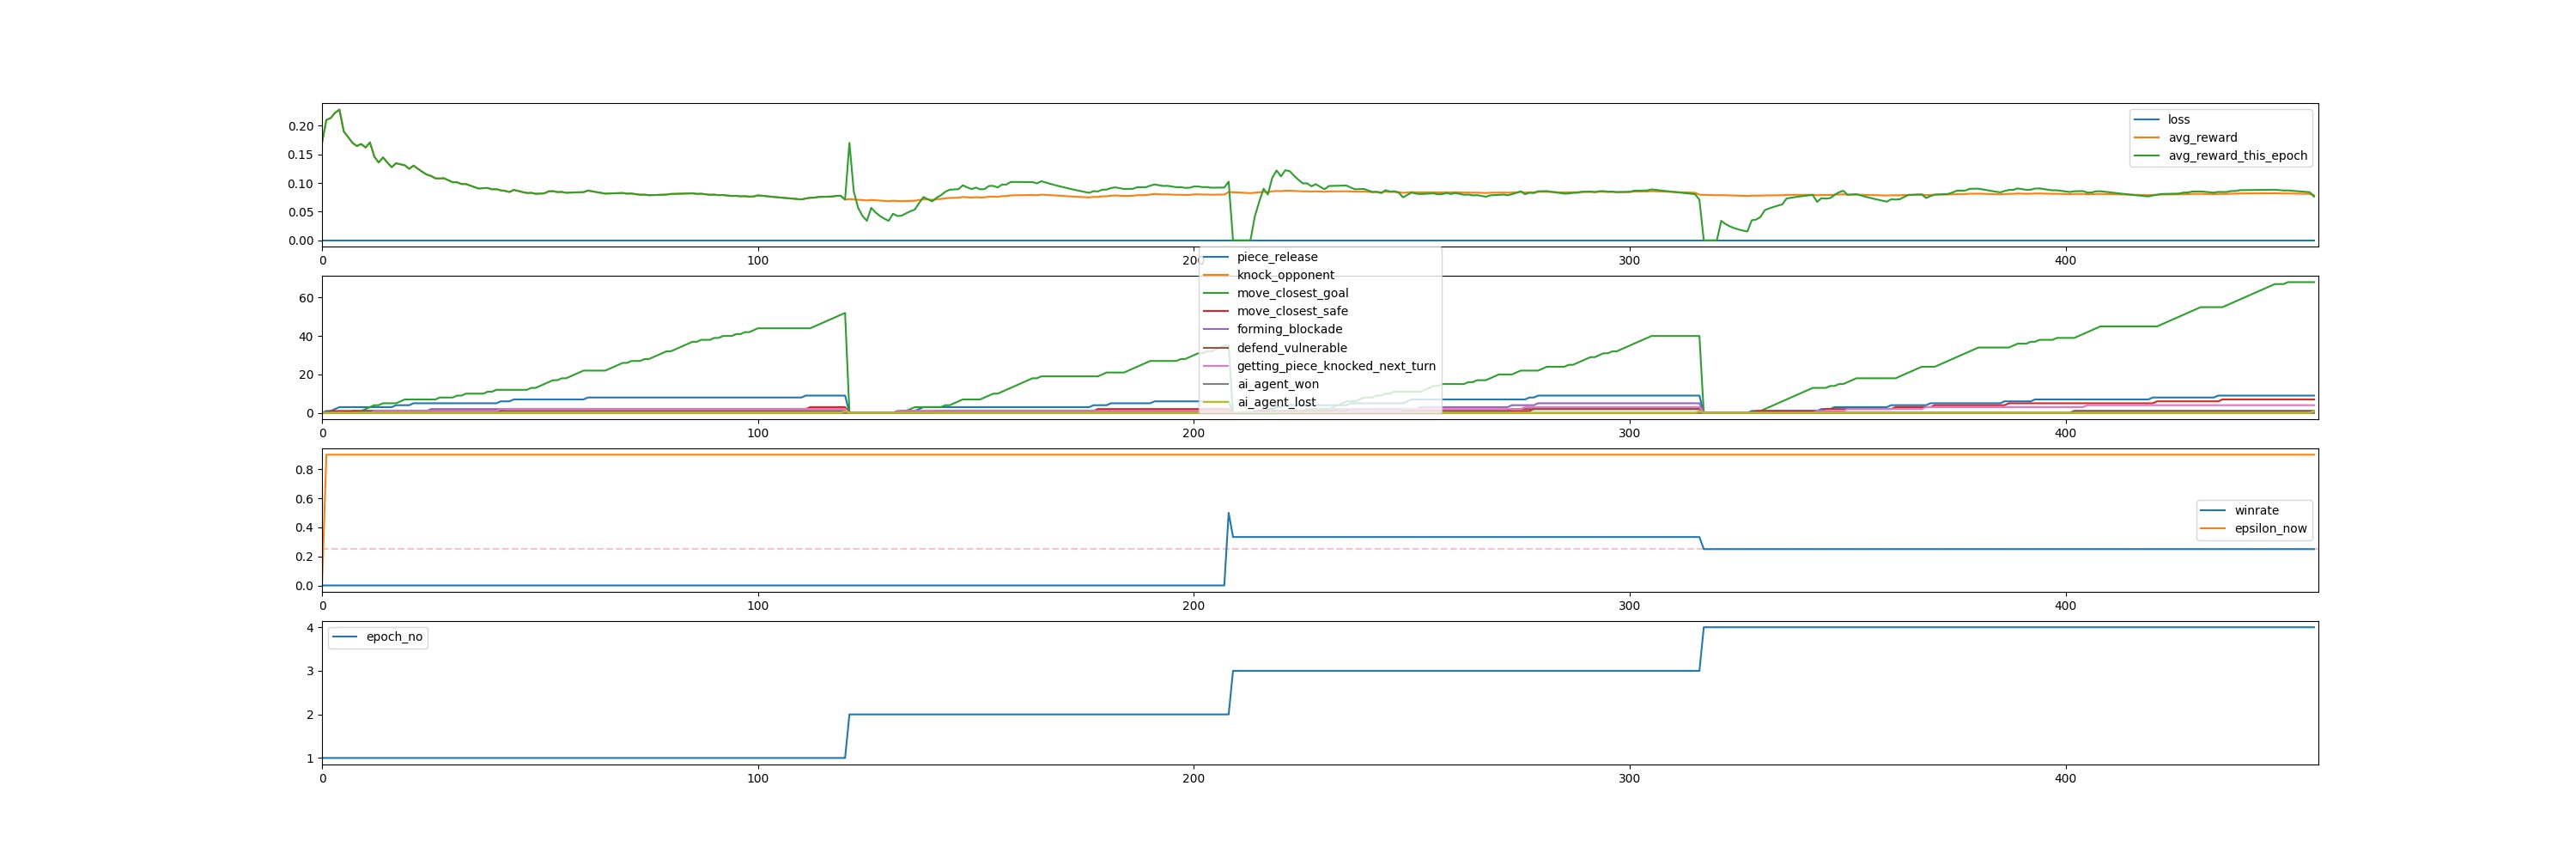 0.20
0.15
0.10
0.05
0.00
loss
avg_reward
avg_reward_this_epoch
0 100 200 300 400
60
40
20
0
piece_release
knock_opponent
move_closest_goal
move_closest_safe
forming_blockade
defend_vulnerable
getting_piece_knocked_next_turn
ai_agent_won
ai_agent_lost
0 100 200 300 400
0.8
0.6
0.4
0.2
0.0
winrate
epsilon_now
0 100 200 300 400
4
3
2
1
epoch_no
0 100 200 300 400